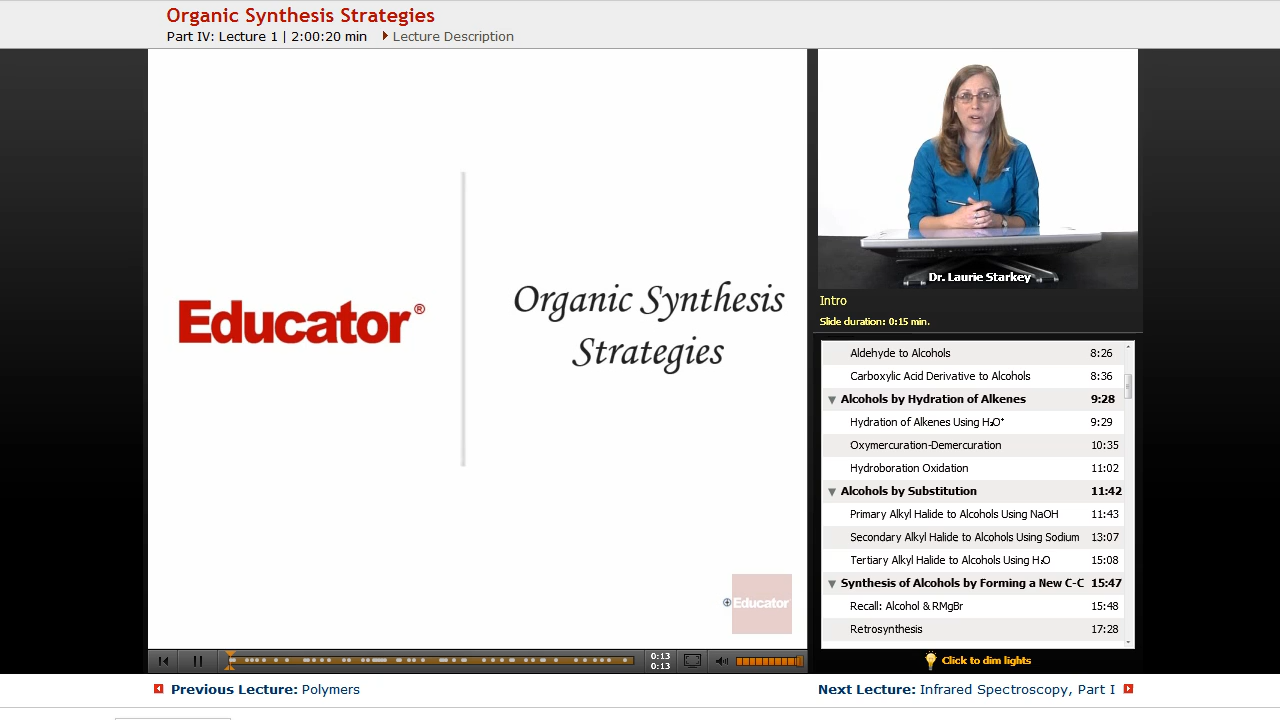 Organic Synthesis Strategies
Part IV: Lecture 1 | 2:00:20 min Lecture Description
Educator®
Organic Synthesis
Strategies
Educator
Dr. Laurie Starkey
Intro
Slide duration: 0:15 min.
Aldehyde to Alcohols 8:26
Carboxylic Acid Derivative to Alcohols 8:36
Alcohols by Hydration of Alkenes 9:28
Hydration of Alkenes Using H₂O⁺ 9:29
Oxymercuration-Demercuration 10:35
Hydroboration Oxidation 11:02
Alcohols by Substitution 11:42
Primary Alkyl Halide to Alcohols Using NaOH 11:43
Secondary Alkyl Halide to Alcohols Using Sodium 13:07
Tertiary Alkyl Halide to Alcohols Using H₂O 15:08
Synthesis of Alcohols by Forming a New C-C 15:47
Recall: Alcohol & RMgBr 15:48
Retrosynthesis 17:28
0:13
0:13
Click to dim lights
Previous Lecture: Polymers
Next Lecture: Infrared Spectroscopy, Part I